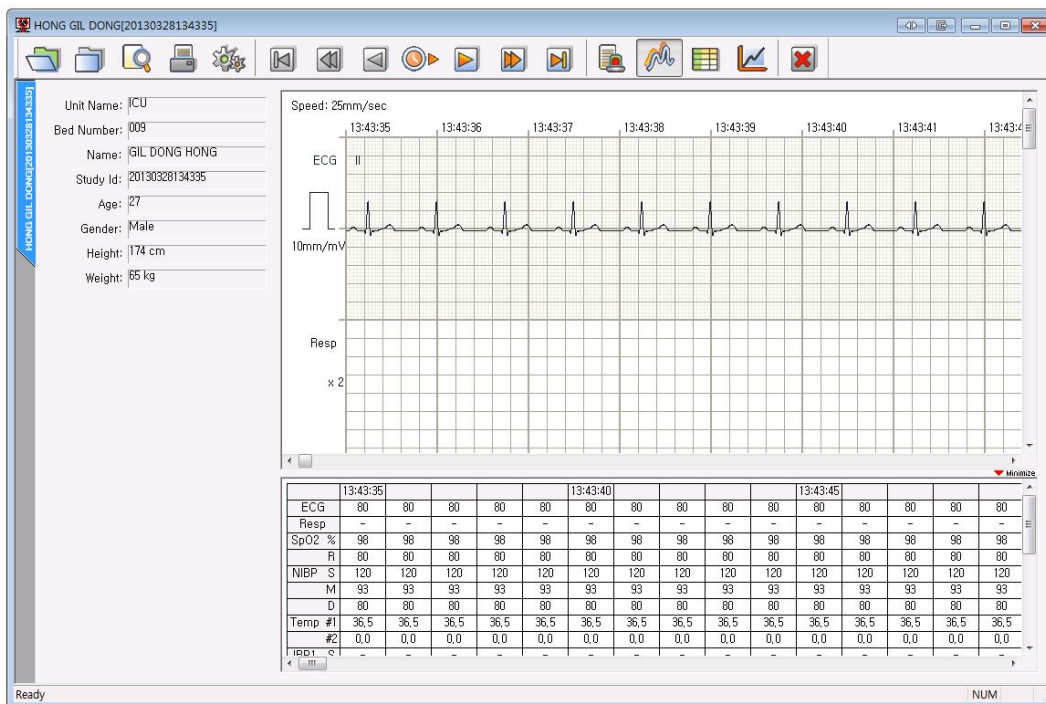 HONG GIL DONG[20130328134335]
HONG GIL DONG[20130328134335]
Unit Name: ICU
Bed Number: 009
Name: GIL DONG HONG
Study Id: 20130328134335
Age: 27
Gender: Male
Height: 174 cm
Weight: 65 kg
Speed: 25mm/sec
13:43:35 13:43:36 13:43:37 13:43:38 13:43:39 13:43:40 13:43:41 13:43:4
ECG II
10mm/mV
Resp
x 2
Minimize
13:43:35 13:43:40 13:43:45
ECG 80 80 80 80 80 80 80 80 80 80 80 80 80 80
Resp - - - - - - - - - - - - - -
SpO2 % 98 98 98 98 98 98 98 98 98 98 98 98 98 98
R 80 80 80 80 80 80 80 80 80 80 80 80 80 80
NIBP S 120 120 120 120 120 120 120 120 120 120 120 120 120 120
M 93 93 93 93 93 93 93 93 93 93 93 93 93 93
D 80 80 80 80 80 80 80 80 80 80 80 80 80 80
Temp #1 36,5 36,5 36,5 36,5 36,5 36,5 36,5 36,5 36,5 36,5 36,5 36,5 36,5 36,5
#2 0,0 0,0 0,0 0,0 0,0 0,0 0,0 0,0 0,0 0,0 0,0 0,0 0,0 0,0
IBP1 S - - - - - - - - - - - - - -
Ready NUM